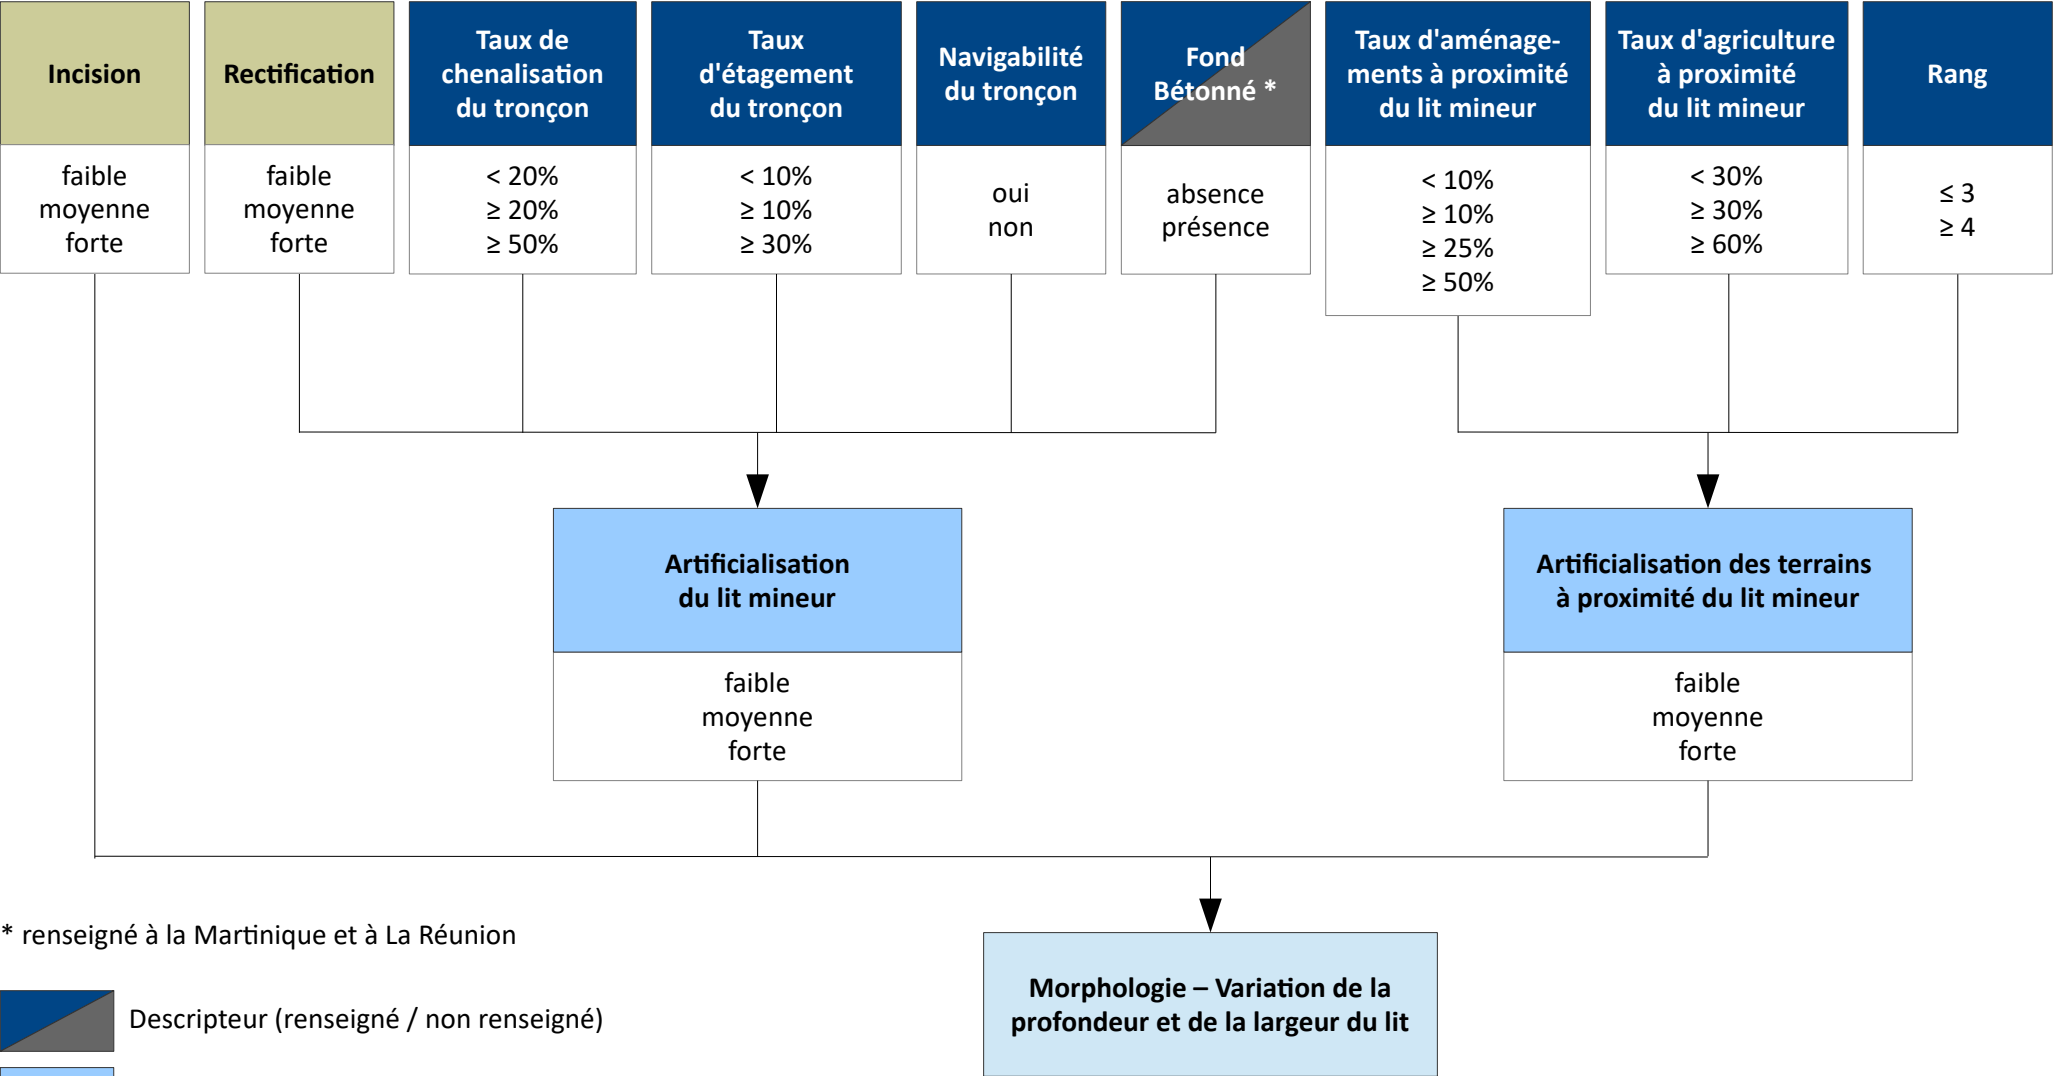 Incision
faible
moyenne
forte
Rectification
faible
moyenne
forte
Taux de
chenalisation
du tronçon
< 20%
≥ 20%
≥ 50%
Taux
d'étagement
du tronçon
< 10%
≥ 10%
≥ 30%
Navigabilité
du tronçon
oui
non
Fond
Bétonné *
absence
présence
Taux d'aménage-
ments à proximité
du lit mineur
< 10%
≥ 10%
≥ 25%
≥ 50%
Taux d'agriculture
à proximité
du lit mineur
< 30%
≥ 30%
≥ 60%
Rang
≤ 3
≥ 4
Artificialisation
du lit mineur
faible
moyenne
forte
Artificialisation des terrains
à proximité du lit mineur
faible
moyenne
forte
* renseigné à la Martinique et à La Réunion
Descripteur (renseigné / non renseigné)
Morphologie – Variation de la
profondeur et de la largeur du lit